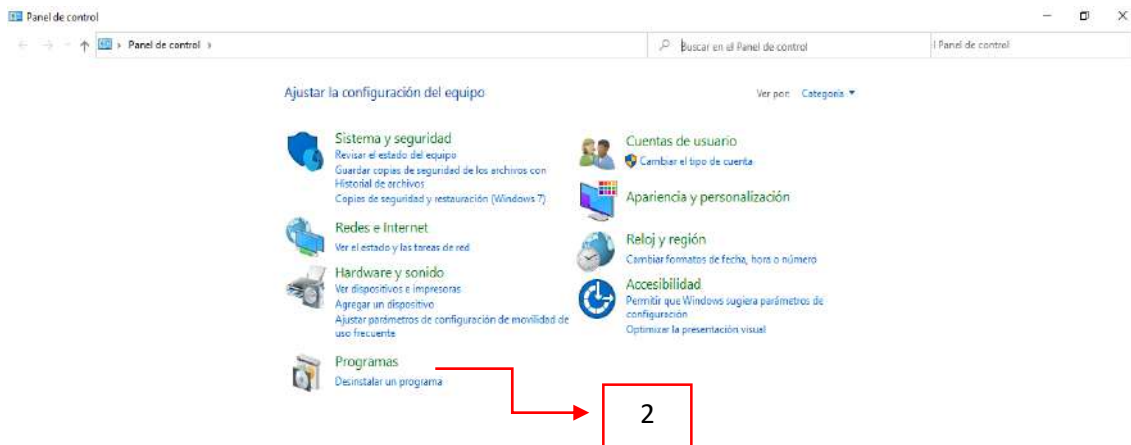 Panel de control
Panel de control
Buscar en el Panel de control
l Panel de control
Ajustar la configuración del equipo
Ver por: Categoría
Sistema y seguridad
Revisar el estado del equipo
Guardar copias de seguridad de los archivos con
Historial de archivos
Copias de seguridad y restauración (Windows 7)
Redes e Internet
Ver el estado y las tareas de red
Hardware y sonido
Ver dispositivos e impresoras
Agregar un dispositivo
Ajustar parámetros de configuración de movilidad de
uso frecuente
Programas
Desinstalar un programa
Cuentas de usuario
Cambiar el tipo de cuenta
Apariencia y personalización
Reloj y región
Cambiar formatos de fecha, hora o número
Accesibilidad
Permitir que Windows sugiera parámetros de
configuración
Optimizar la presentación visual
2